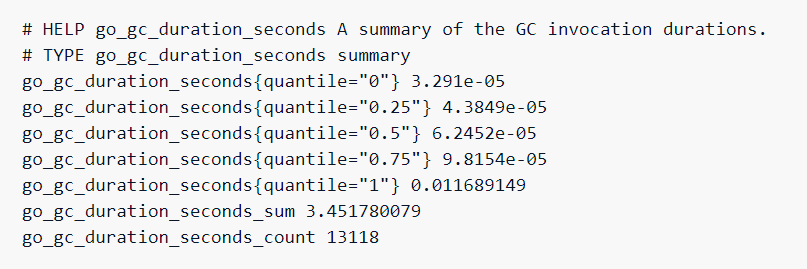 # HELP go_gc_duration_seconds A summary of the GC invocation durations.
# TYPE go_gc_duration_seconds summary
go_gc_duration_seconds{quantile="0"} 3.291e-05
go_gc_duration_seconds{quantile="0.25"} 4.3849e-05
go_gc_duration_seconds{quantile="0.5"} 6.2452e-05
go_gc_duration_seconds{quantile="0.75"} 9.8154e-05
go_gc_duration_seconds{quantile="1"} 0.011689149
go_gc_duration_seconds_sum 3.451780079
go_gc_duration_seconds_count 13118